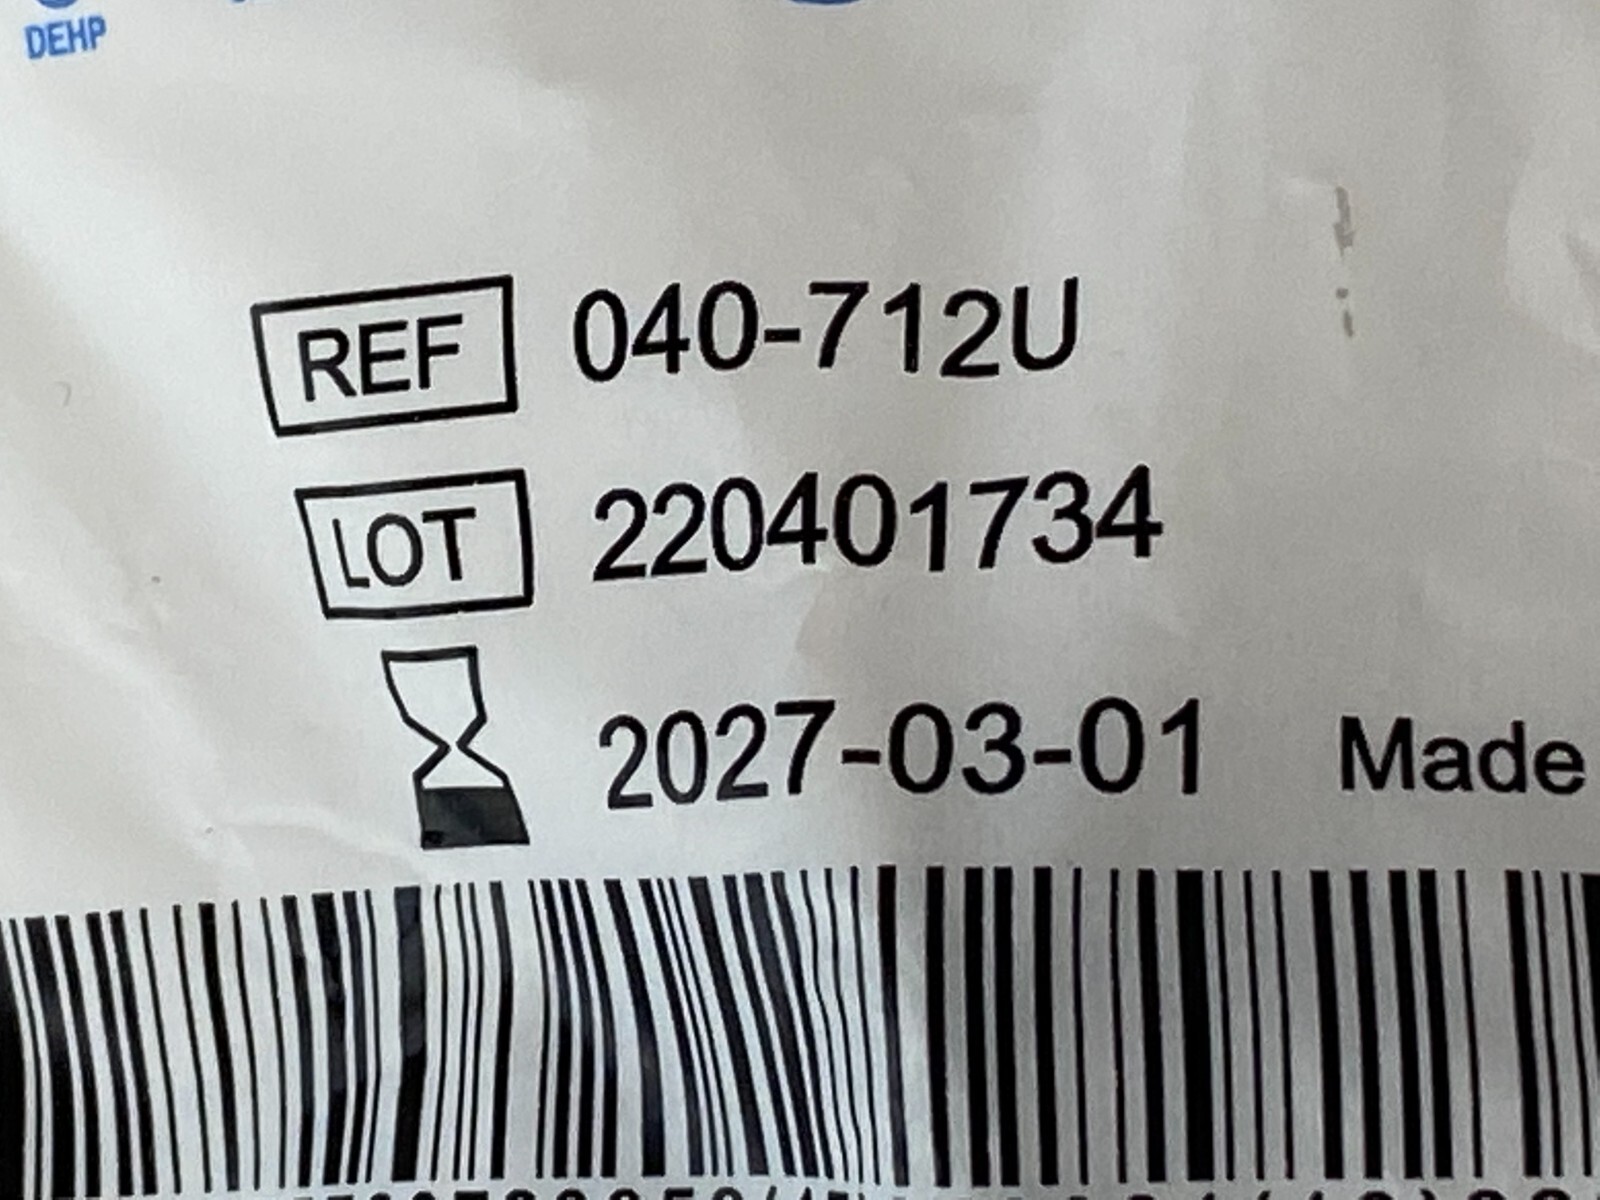 DEHP
REF 040-712U
LOT 220401734
2027-03-01 Made